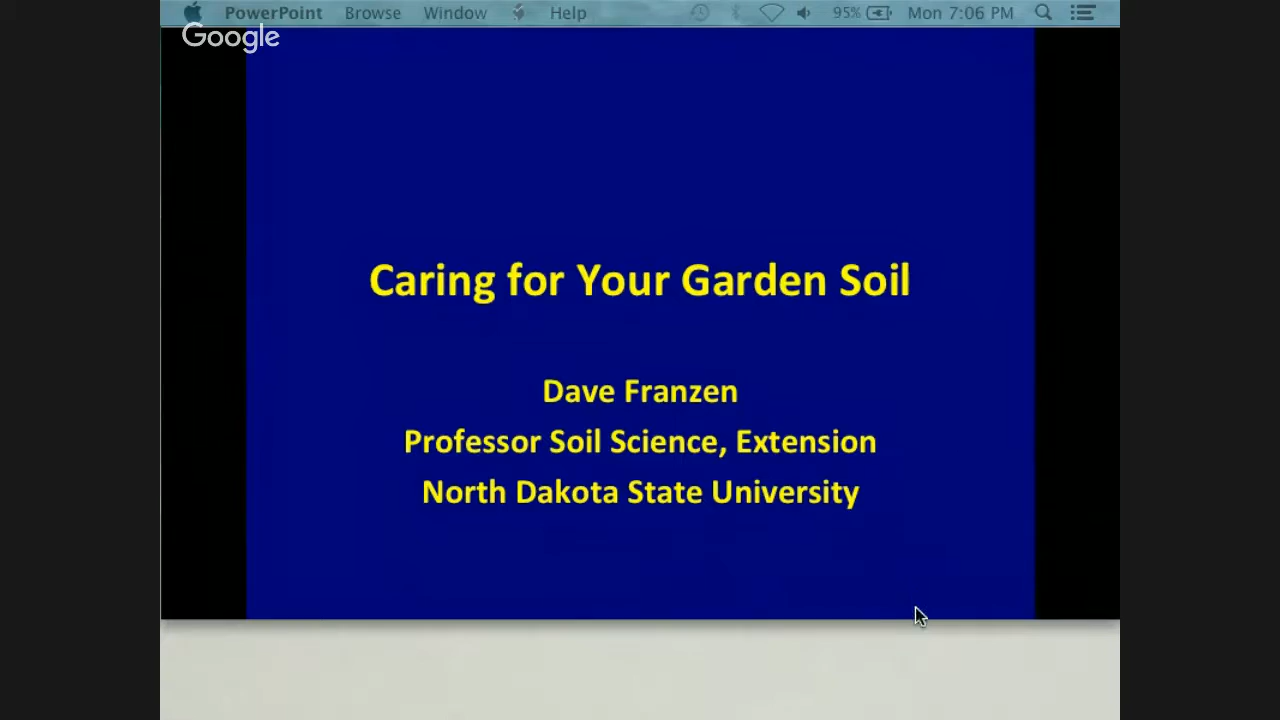 PowerPoint Browse Window Help 95% Mon 7:06 PM
Google
Caring for Your Garden Soil
Dave Franzen
Professor Soil Science, Extension
North Dakota State University